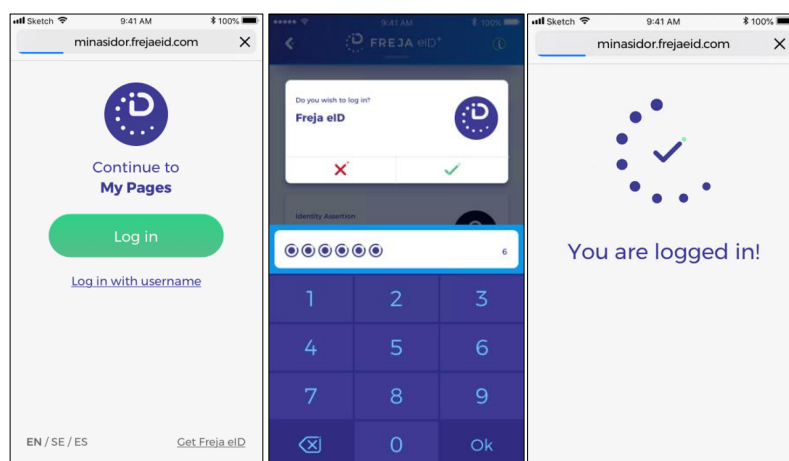 Sketch 9:41 AM 100%
minasidor.frejaeid.com
Continue to
My Pages
Log in
Log in with username
EN / SE / ES
Get Freja eID
9:41 AM 100%
FREJA eID+
Do you wish to log in?
Freja eID
Identity Assertion
6
1 2 3
4 5 6
7 8 9
0 Ok
Sketch 9:41 AM 100%
minasidor.frejaeid.com
You are logged in!